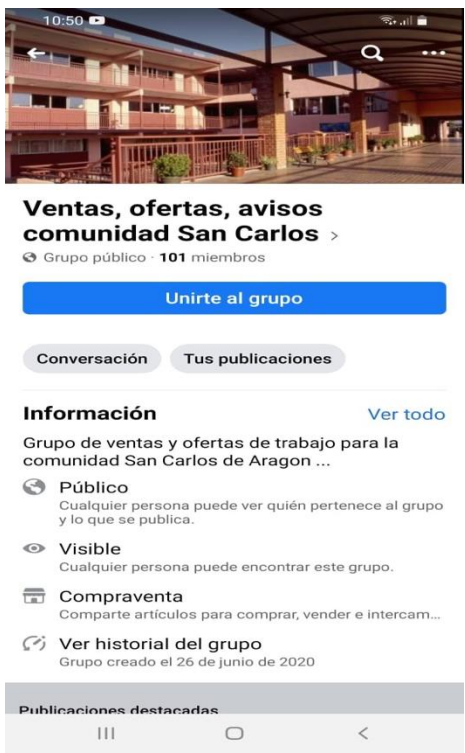 10:50
Ventas, ofertas, avisos
comunidad San Carlos >
Grupo público · 101 miembros
Unirte al grupo
Conversación Tus publicaciones
Información Ver todo
Grupo de ventas y ofertas de trabajo para la
comunidad San Carlos de Aragon ...
Público
Cualquier persona puede ver quién pertenece al grupo
y lo que se publica.
Visible
Cualquier persona puede encontrar este grupo.
Compraventa
Comparte artículos para comprar, vender e intercam...
Ver historial del grupo
Grupo creado el 26 de junio de 2020
Publicaciones destacadas